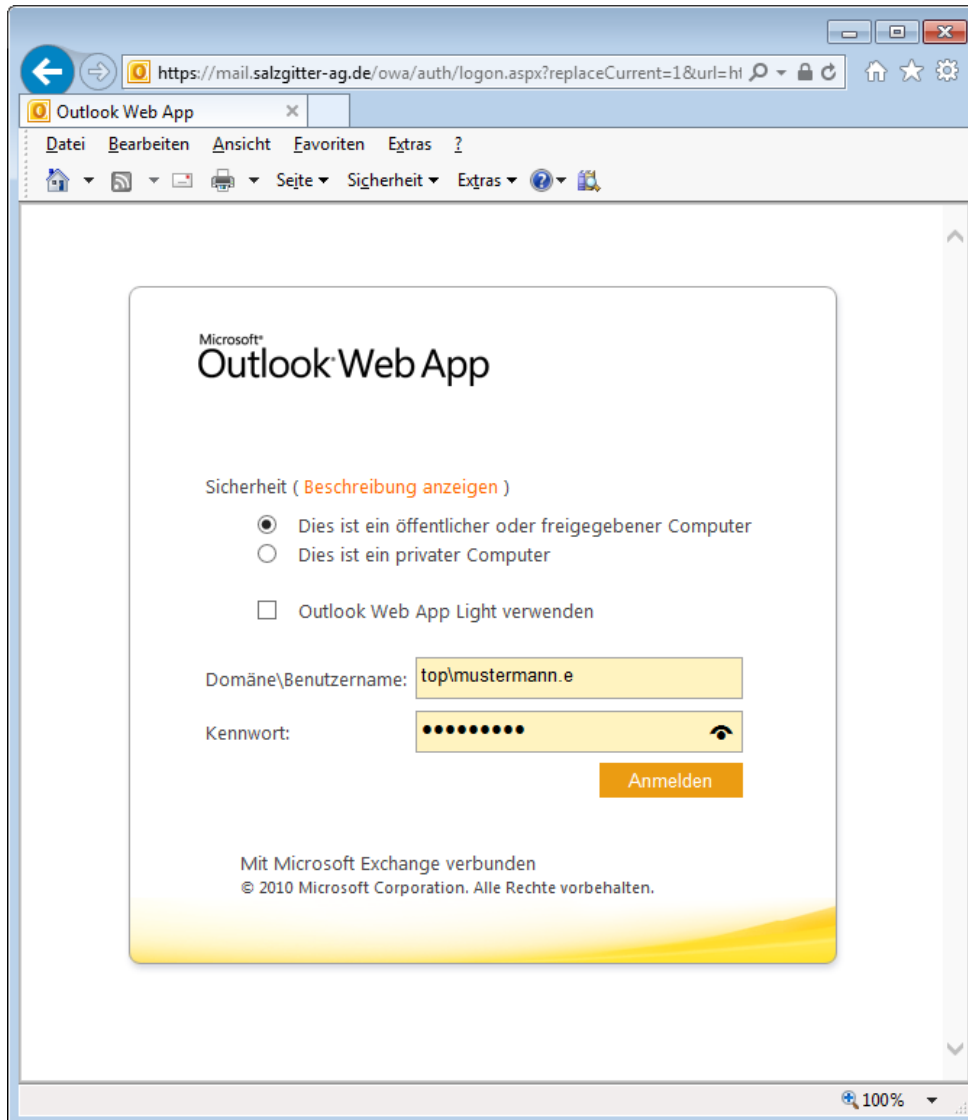 https://mail.salzgitter-ag.de/owa/auth/logon.aspx?replaceCurrent=1&url=ht
Outlook Web App
Datei Bearbeiten Ansicht Favoriten Extras ?
Seite Sicherheit Extras
Microsoft®
Outlook Web App
Sicherheit ( Beschreibung anzeigen )
Dies ist ein öffentlicher oder freigegebener Computer
Dies ist ein privater Computer
Outlook Web App Light verwenden
Domäne\Benutzername: top\mustermann.e
Kennwort: •••••••••
Anmelden
Mit Microsoft Exchange verbunden
© 2010 Microsoft Corporation. Alle Rechte vorbehalten.
100%